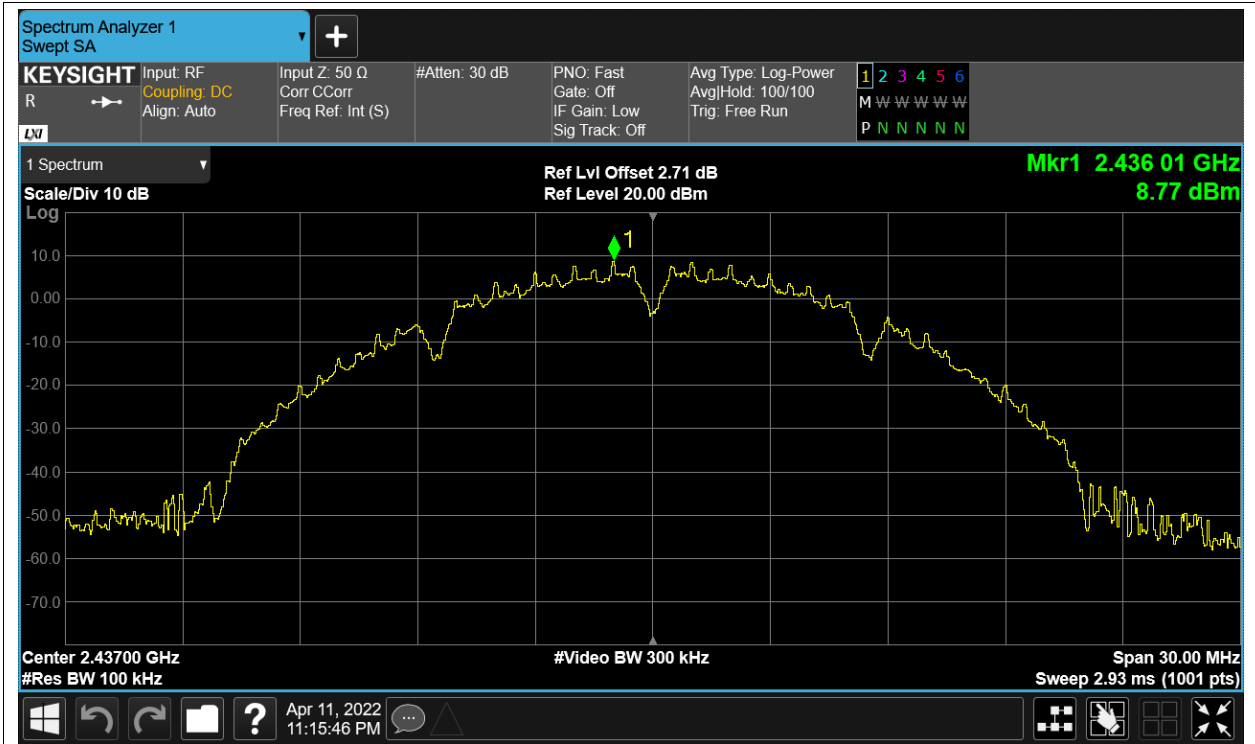 Spectrum Analyzer 1
Swept SA
+
KEYSIGHT
R
LXI
Input: RF
Coupling: DC
Align: Auto
Input Z: 50 Ω
Corr CCorr
Freq Ref: Int (S)
#Atten: 30 dB
PNO: Fast
Gate: Off
IF Gain: Low
Sig Track: Off
Avg Type: Log-Power
Avg|Hold: 100/100
Trig: Free Run
1 2 3 4 5 6
M W W W W W
P N N N N N
1 Spectrum
Scale/Div 10 dB
Log
Ref Lvl Offset 2.71 dB
Ref Level 20.00 dBm
Mkr1 2.436 01 GHz
8.77 dBm
1
10.0
0.00
-10.0
-20.0
-30.0
-40.0
-50.0
-60.0
-70.0
Center 2.43700 GHz
#Res BW 100 kHz
#Video BW 300 kHz
Span 30.00 MHz
Sweep 2.93 ms (1001 pts)
?
Apr 11, 2022
11:15:46 PM